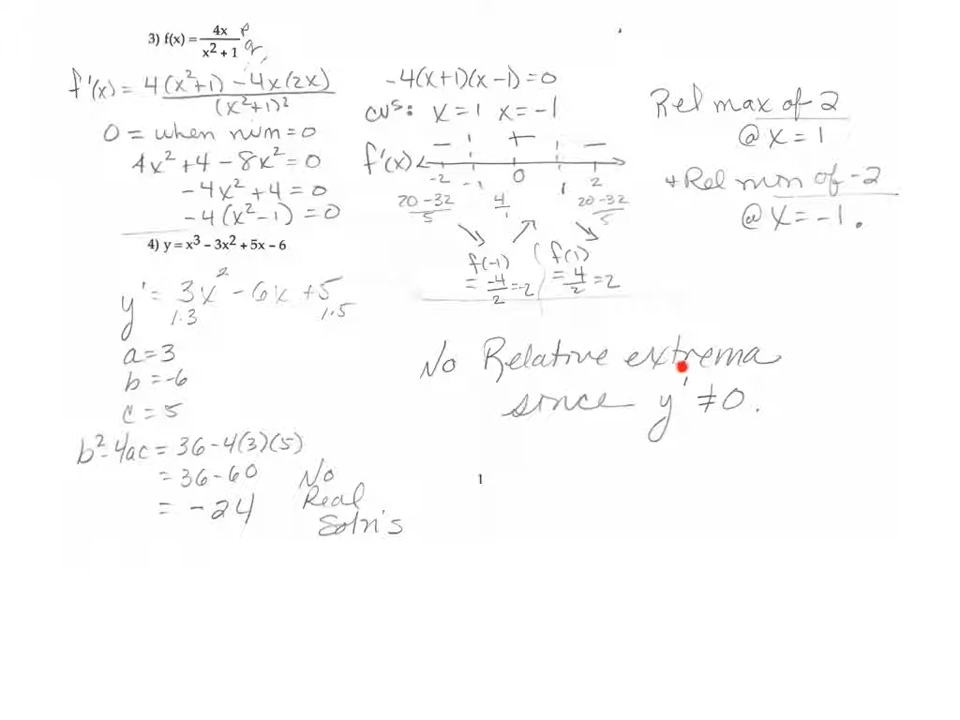 3) f(x) = 4x / x² + 1 P q
f'(x) = 4(x²+1) - 4x(2x) / (x²+1)²
0 = when num = 0
4x² + 4 - 8x² = 0
-4x² + 4 = 0
-4(x² - 1) = 0
-4(x+1)(x-1) = 0
cv's: x = 1 x = -1
f'(x) - + -
-2 -1 0 1 2
20-32 / 5 4 / 1 20-32 / 5
f(-1) f(1)
= -4/2 = -2 = 4/2 = 2
Rel max of 2
@ x = 1
+ Rel min of -2
@ x = -1.
4) y = x³ - 3x² + 5x - 6
y' = 3x² - 6x + 5
1·3 1·5
a = 3
b = -6
c = 5
b² - 4ac = 36 - 4(3)(5)
= 36 - 60 No
= -24 Real
Soln's
No Relative extrema
since y' ≠ 0.
1